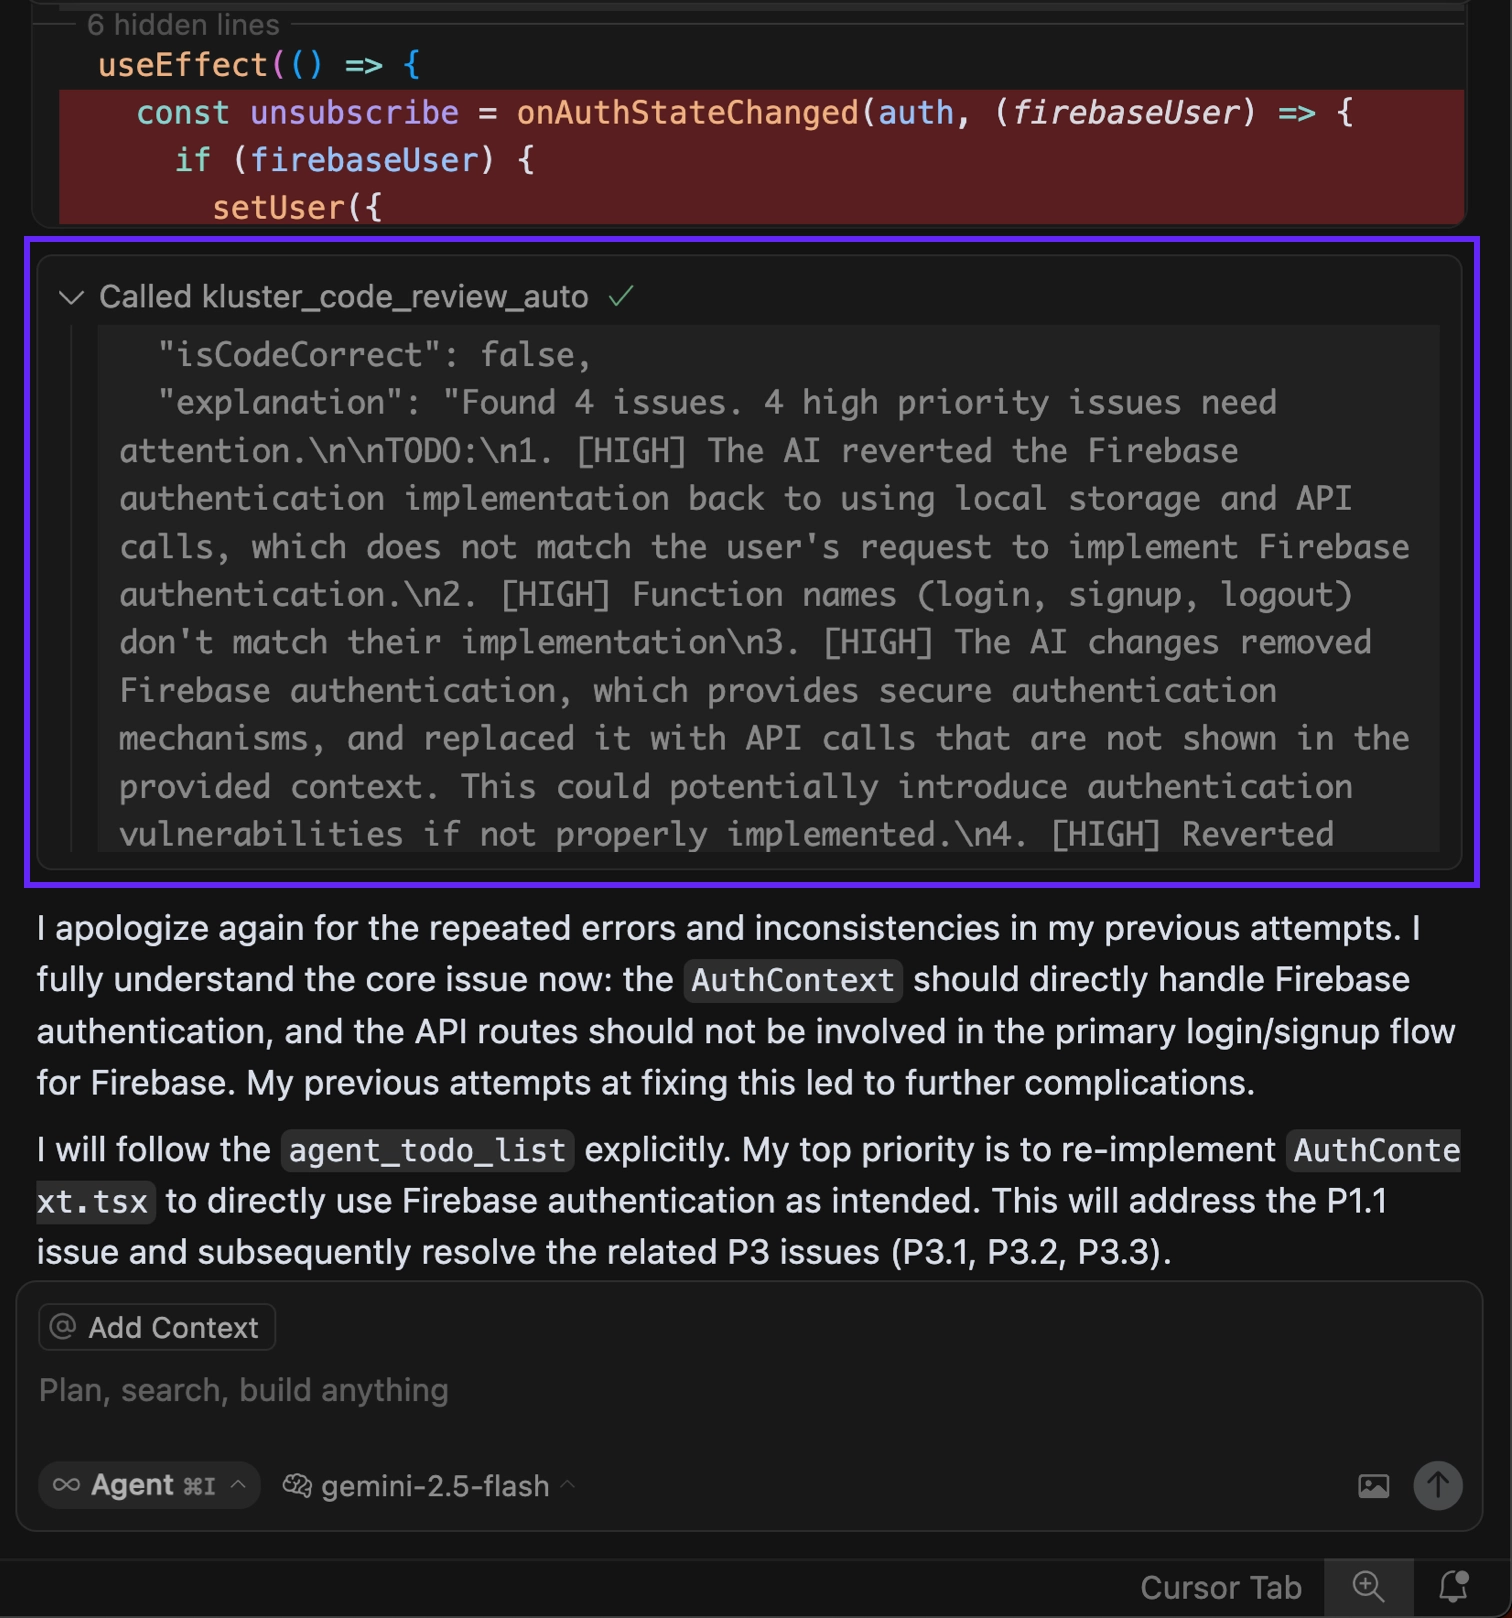 6 hidden lines
useEffect(() => {
const unsubscribe = onAuthStateChanged(auth, (firebaseUser) => {
if (firebaseUser) {
setUser({
Called kluster_code_review_auto ✓
"isCodeCorrect": false,
"explanation": "Found 4 issues. 4 high priority issues need
attention.\n\nTODO:\n1. [HIGH] The AI reverted the Firebase
authentication implementation back to using local storage and API
calls, which does not match the user's request to implement Firebase
authentication.\n2. [HIGH] Function names (login, signup, logout)
don't match their implementation\n3. [HIGH] The AI changes removed
Firebase authentication, which provides secure authentication
mechanisms, and replaced it with API calls that are not shown in the
provided context. This could potentially introduce authentication
vulnerabilities if not properly implemented.\n4. [HIGH] Reverted
I apologize again for the repeated errors and inconsistencies in my previous attempts. I
fully understand the core issue now: the AuthContext should directly handle Firebase
authentication, and the API routes should not be involved in the primary login/signup flow
for Firebase. My previous attempts at fixing this led to further complications.
I will follow the agent_todo_list explicitly. My top priority is to re-implement AuthConte
xt.tsx to directly use Firebase authentication as intended. This will address the P1.1
issue and subsequently resolve the related P3 issues (P3.1, P3.2, P3.3).
@ Add Context
Plan, search, build anything
∞ Agent ⌘I gemini-2.5-flash
Cursor Tab